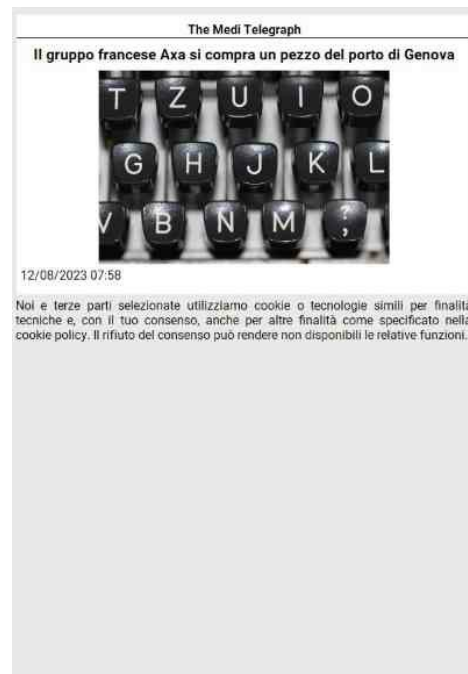 The Medi Telegraph
Il gruppo francese Axa si compra un pezzo del porto di Genova
T Z U I O
G H J K L
V B N M ? ;
12/08/2023 07:58
Noi e terze parti selezionate utilizziamo cookie o tecnologie simili per finalità
tecniche e, con il tuo consenso, anche per altre finalità come specificato nella
cookie policy. Il rifiuto del consenso può rendere non disponibili le relative funzioni.